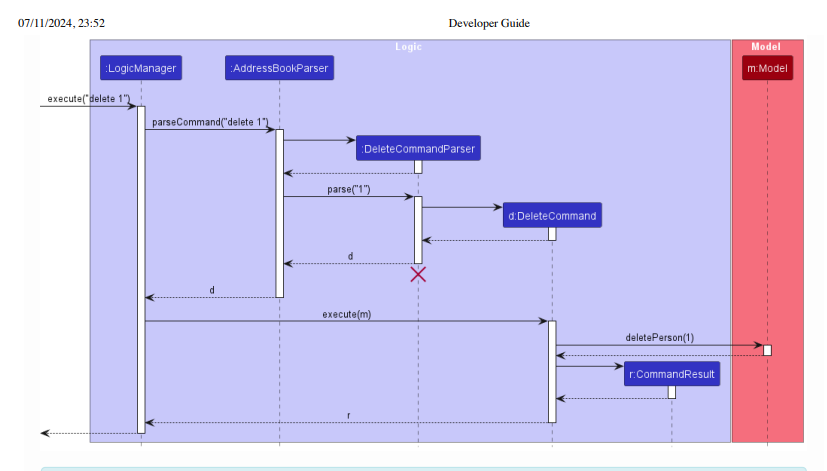 07/11/2024, 23:52
Developer Guide
Logic
Model
:LogicManager
:AddressBookParser
m:Model
execute("delete 1")
parseCommand("delete 1")
:DeleteCommandParser
parse("1")
d:DeleteCommand
d
d
execute(m)
deletePerson(1)
r:CommandResult
r